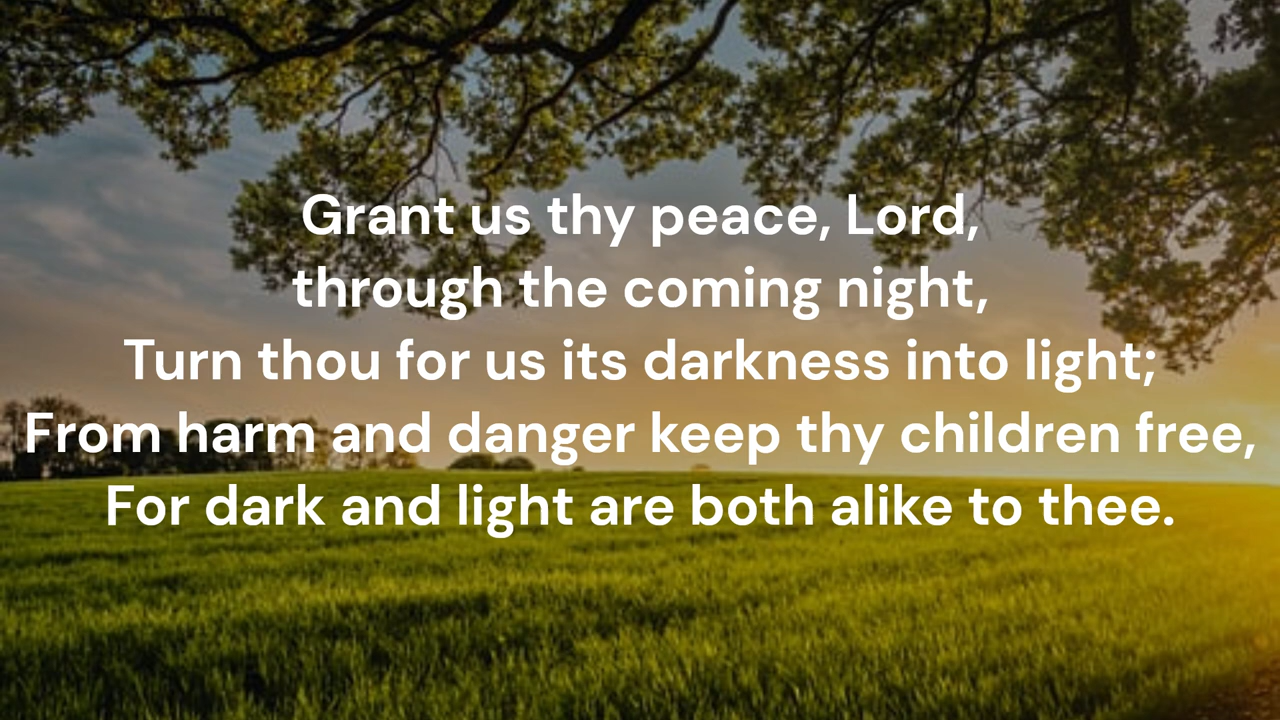 Grant us thy peace, Lord,
through the coming night,
Turn thou for us its darkness into light;
From harm and danger keep thy children free,
For dark and light are both alike to thee.